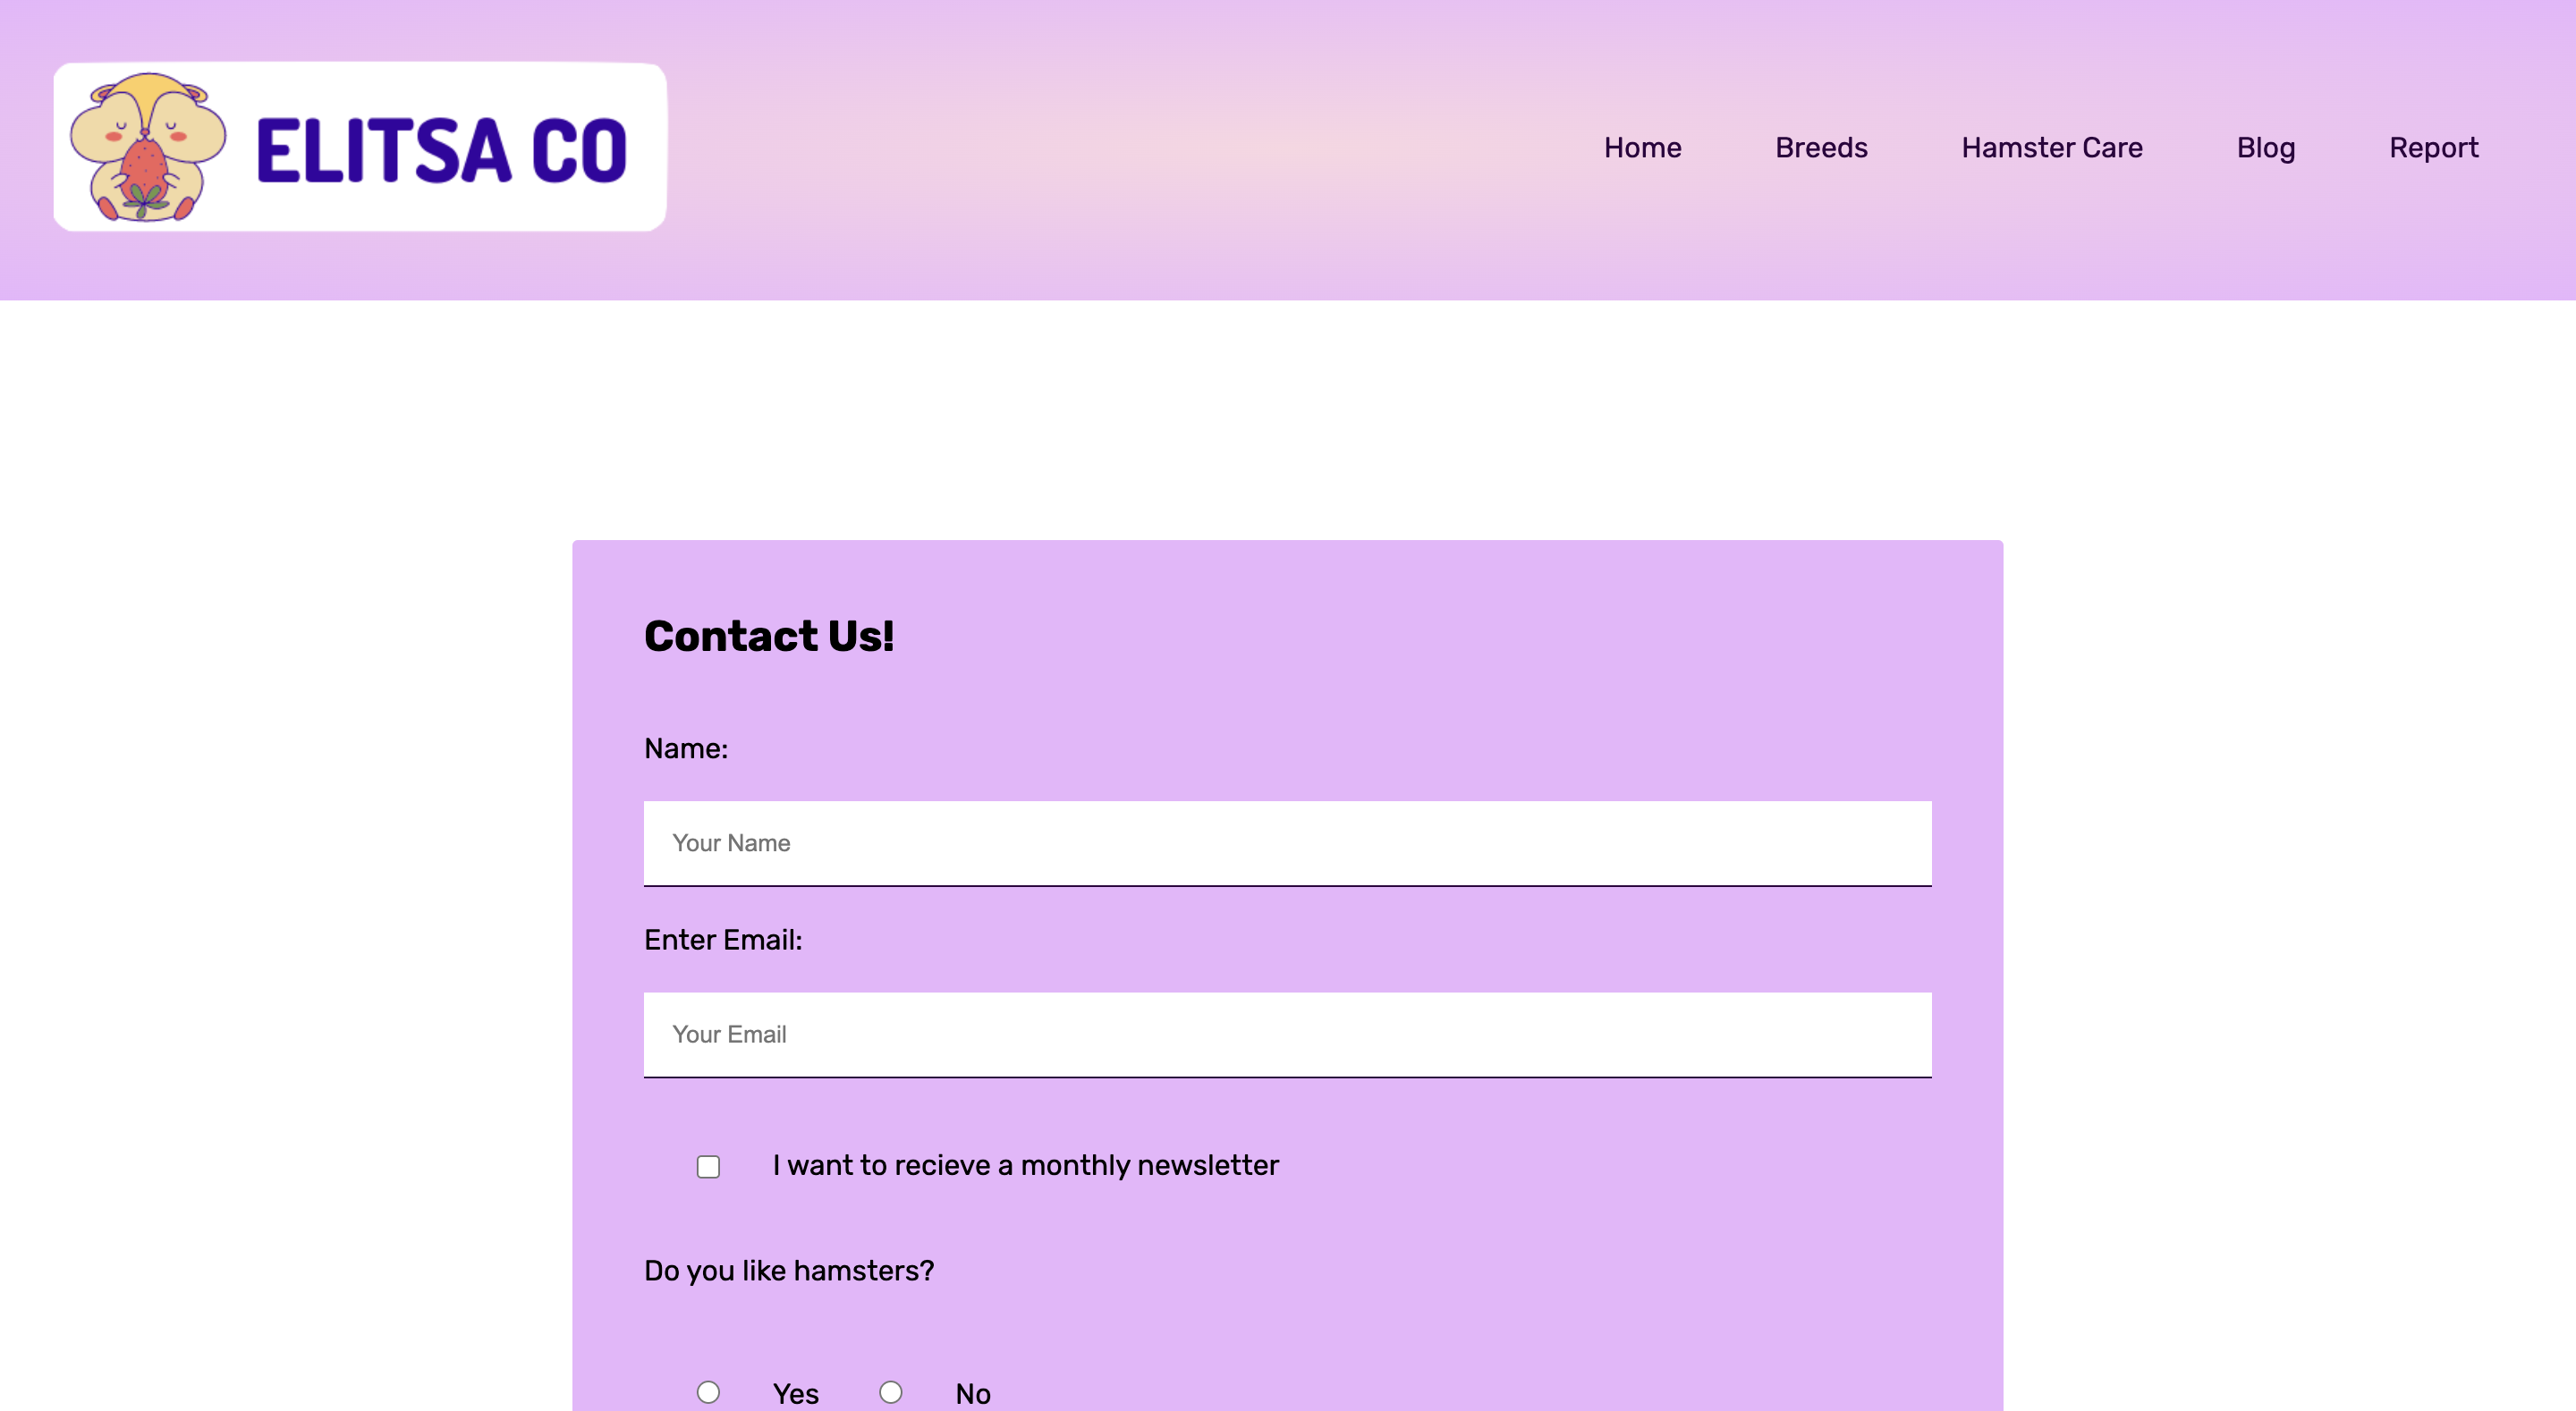 ELITSA CO
Home Breeds Hamster Care Blog Report
Contact Us!
Name:
Your Name
Enter Email:
Your Email
I want to recieve a monthly newsletter
Do you like hamsters?
Yes No